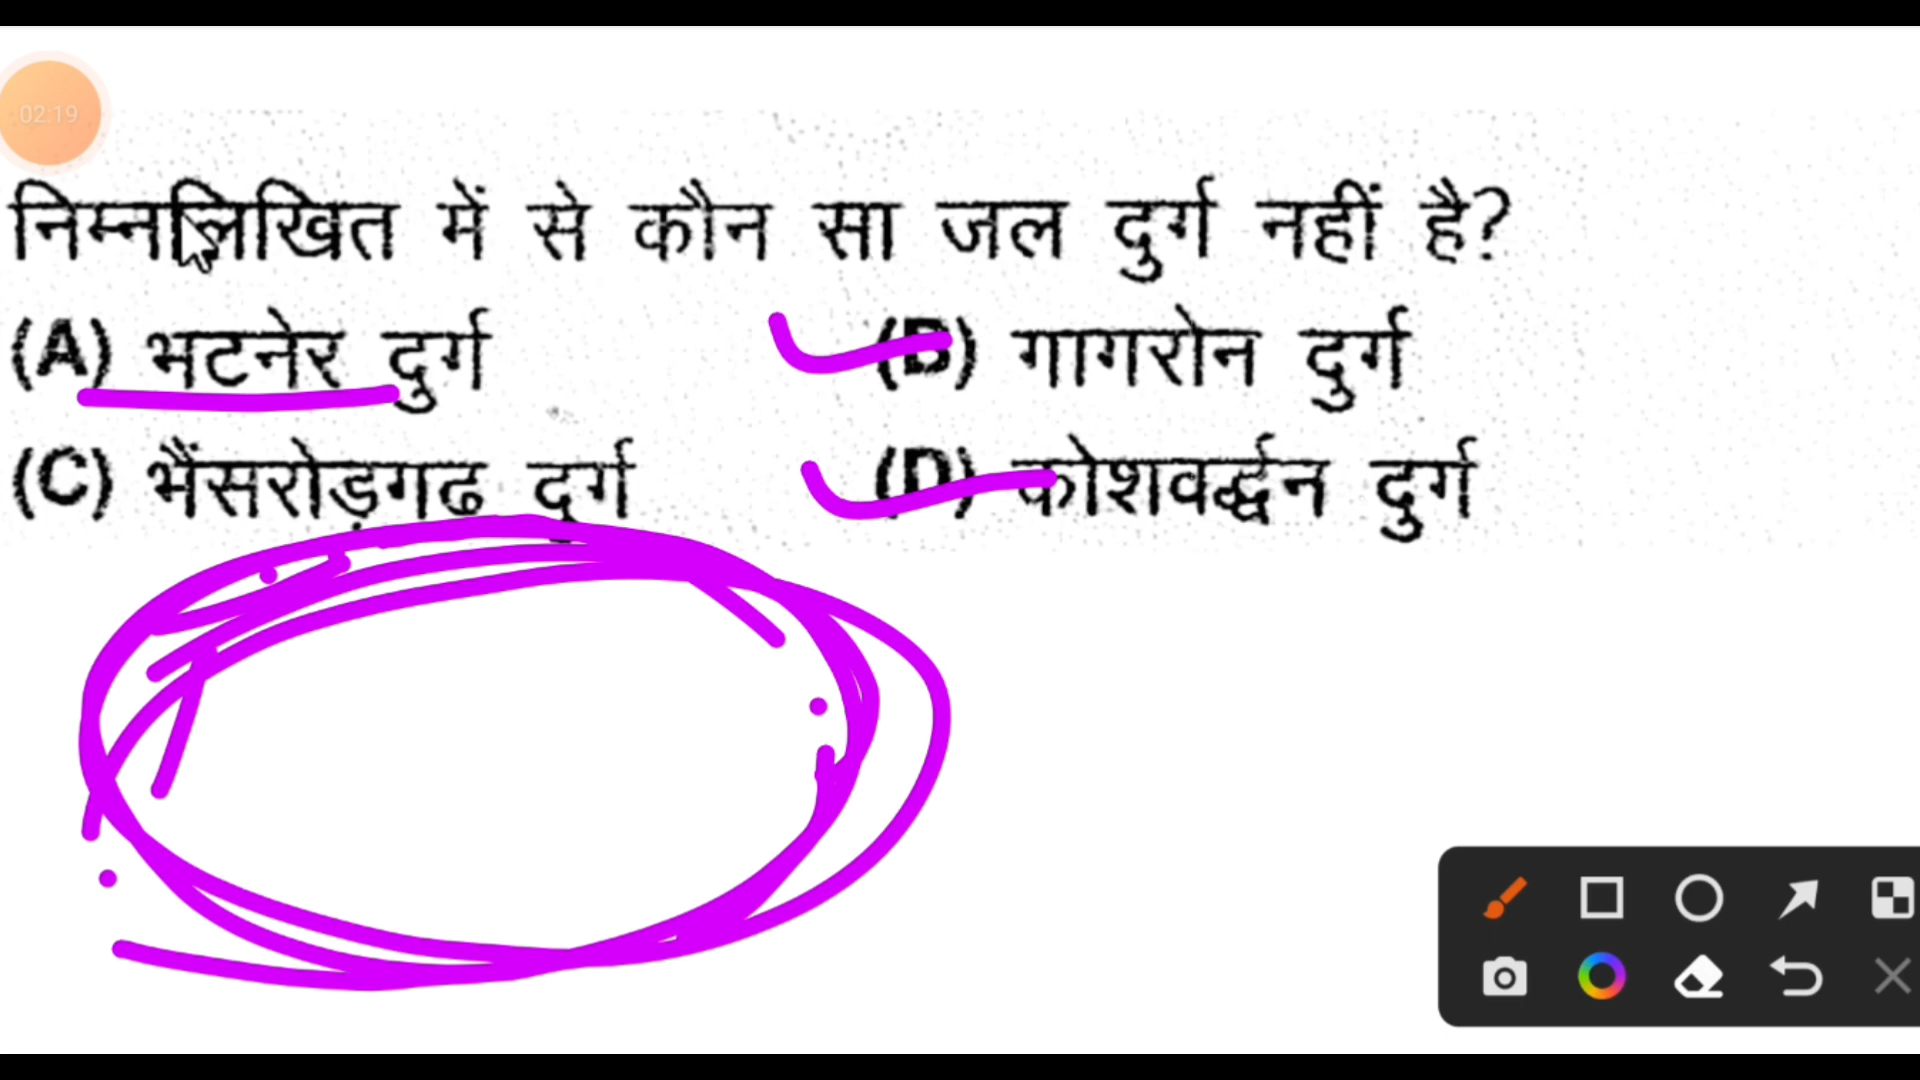 02:19
निम्नलिखित में से कौन सा जल दुर्ग नहीं है?
(A) भटनेर दुर्ग (B) गागरोन दुर्ग
(C) भैंसरोड़गढ दुर्ग (D) कोशवर्द्धन दुर्ग